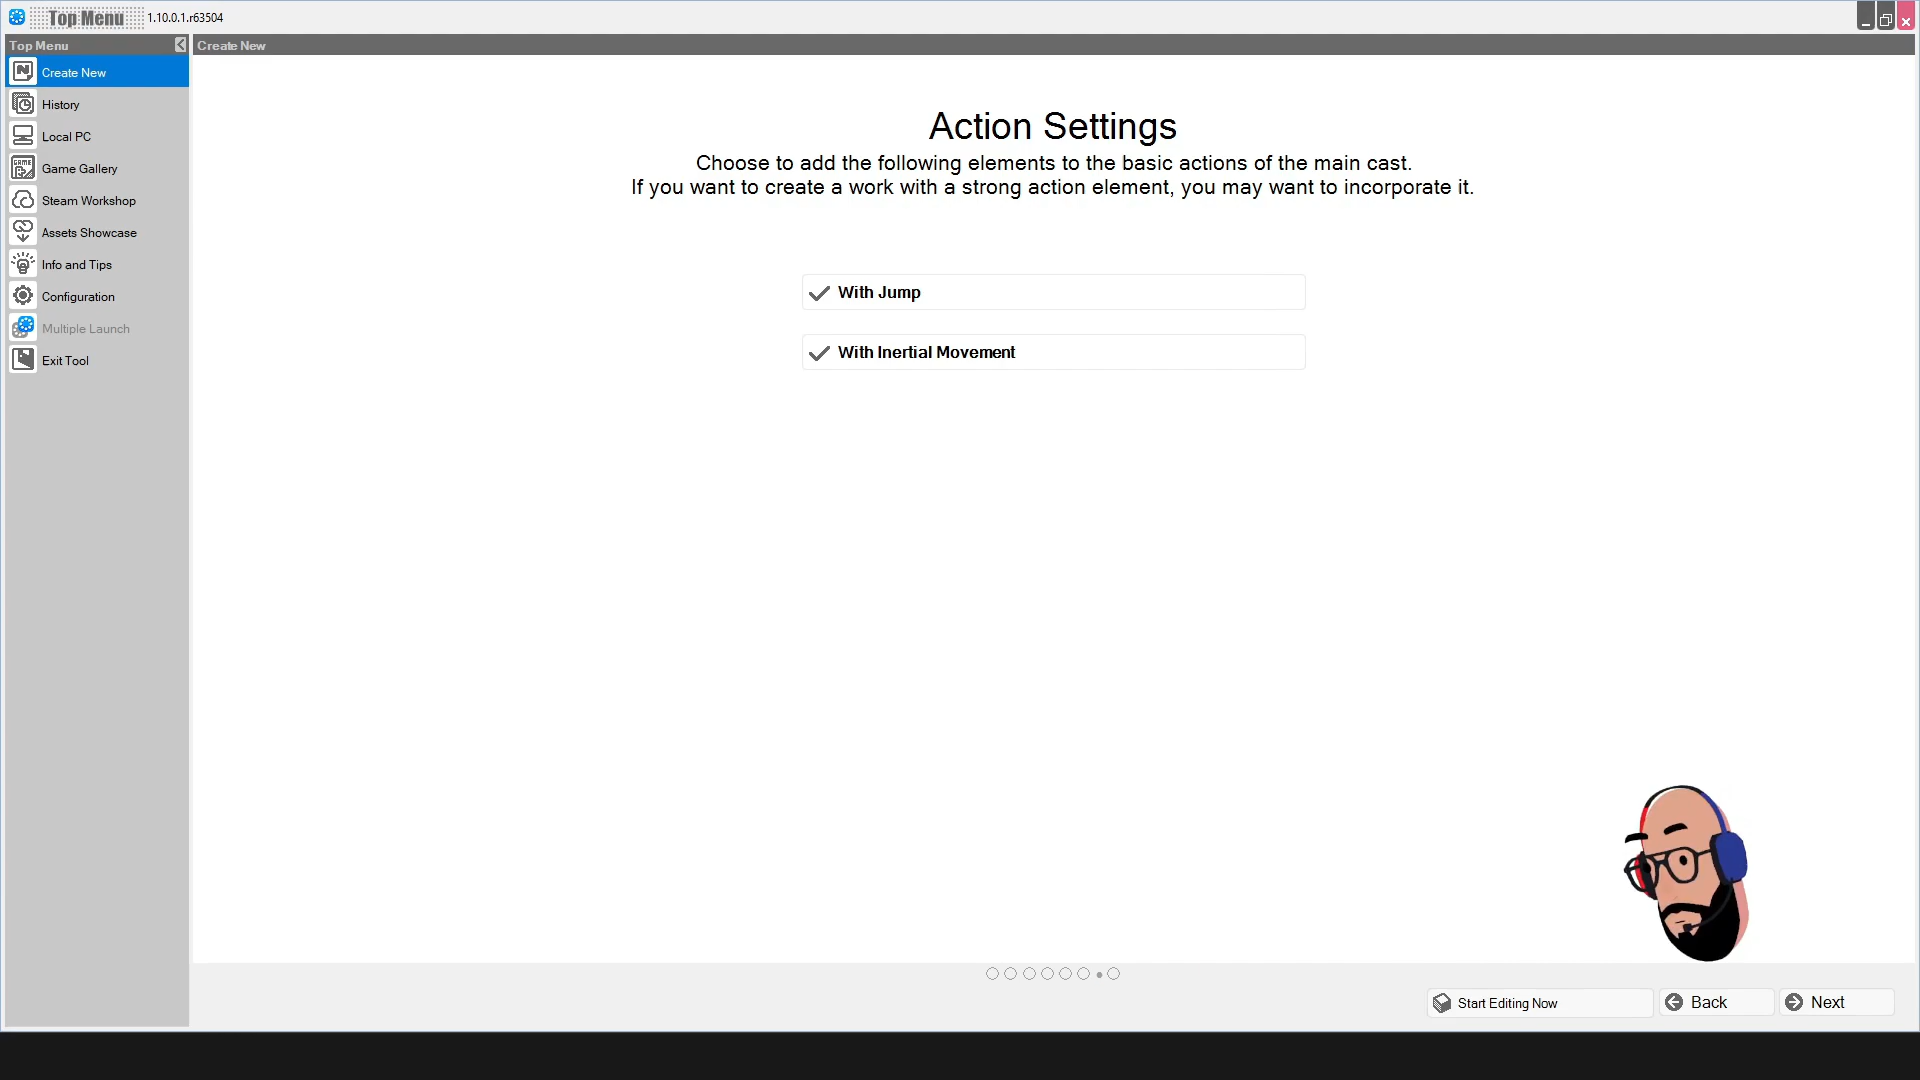 Top Menu 1.10.0.1.r63504
Top Menu
Create New
Create New
History
Local PC
Game Gallery
Steam Workshop
Assets Showcase
Info and Tips
Configuration
Multiple Launch
Exit Tool
Action Settings
Choose to add the following elements to the basic actions of the main cast.
If you want to create a work with a strong action element, you may want to incorporate it.
With Jump
With Inertial Movement
Start Editing Now
Back
Next